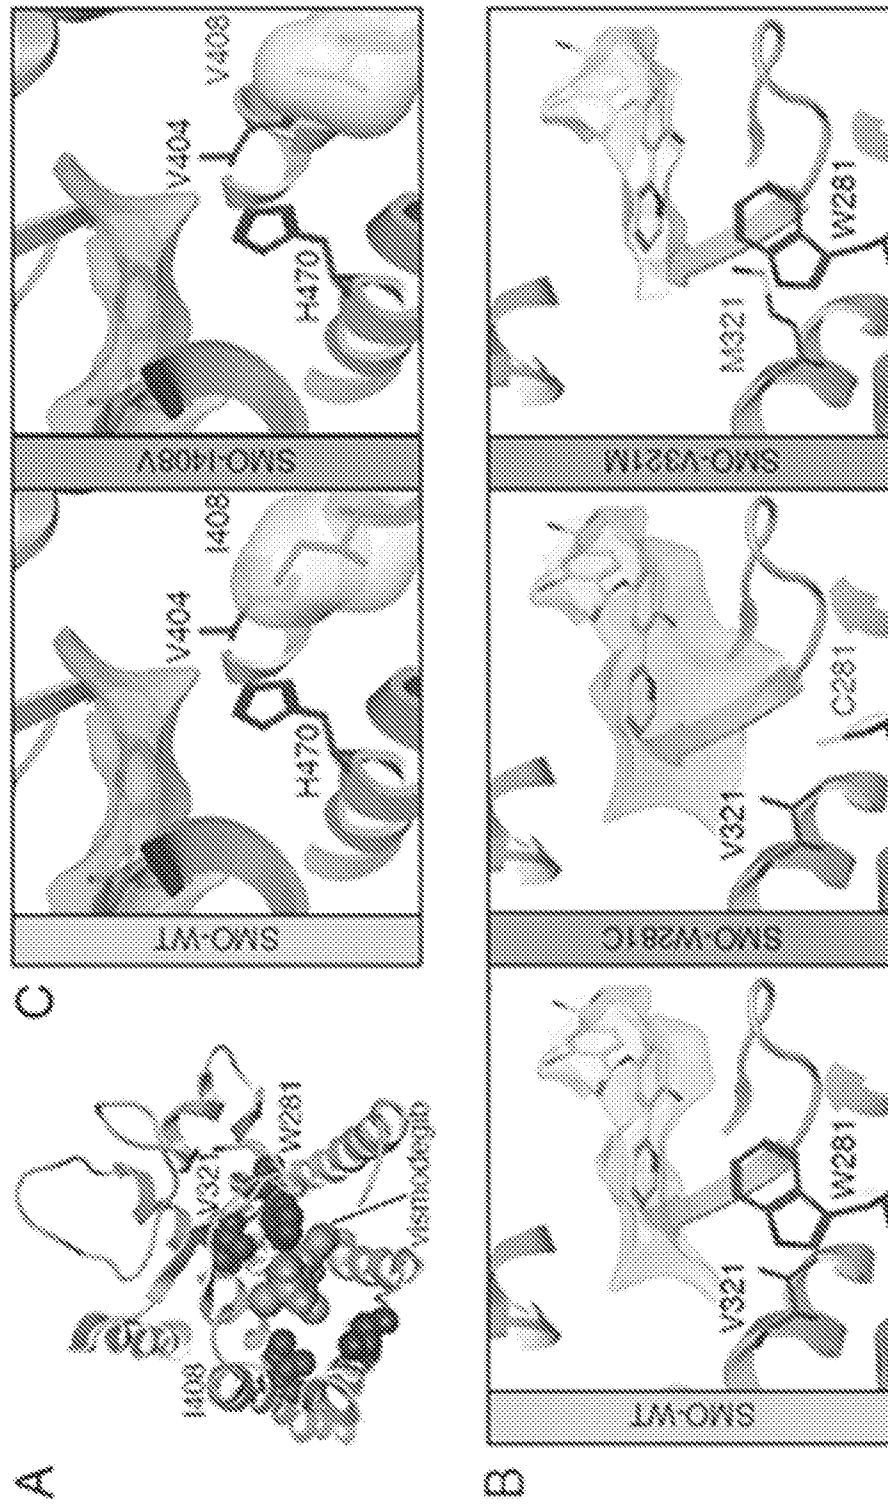 A
I408
V321
W281
vismodegib
B
SMO-WT
V321
W281
SMO-W281C
V321
C281
SMO-V321M
M321
W281
C
SMO-WT
V404
I408
H470
SMO-I408V
V404
V408
H470